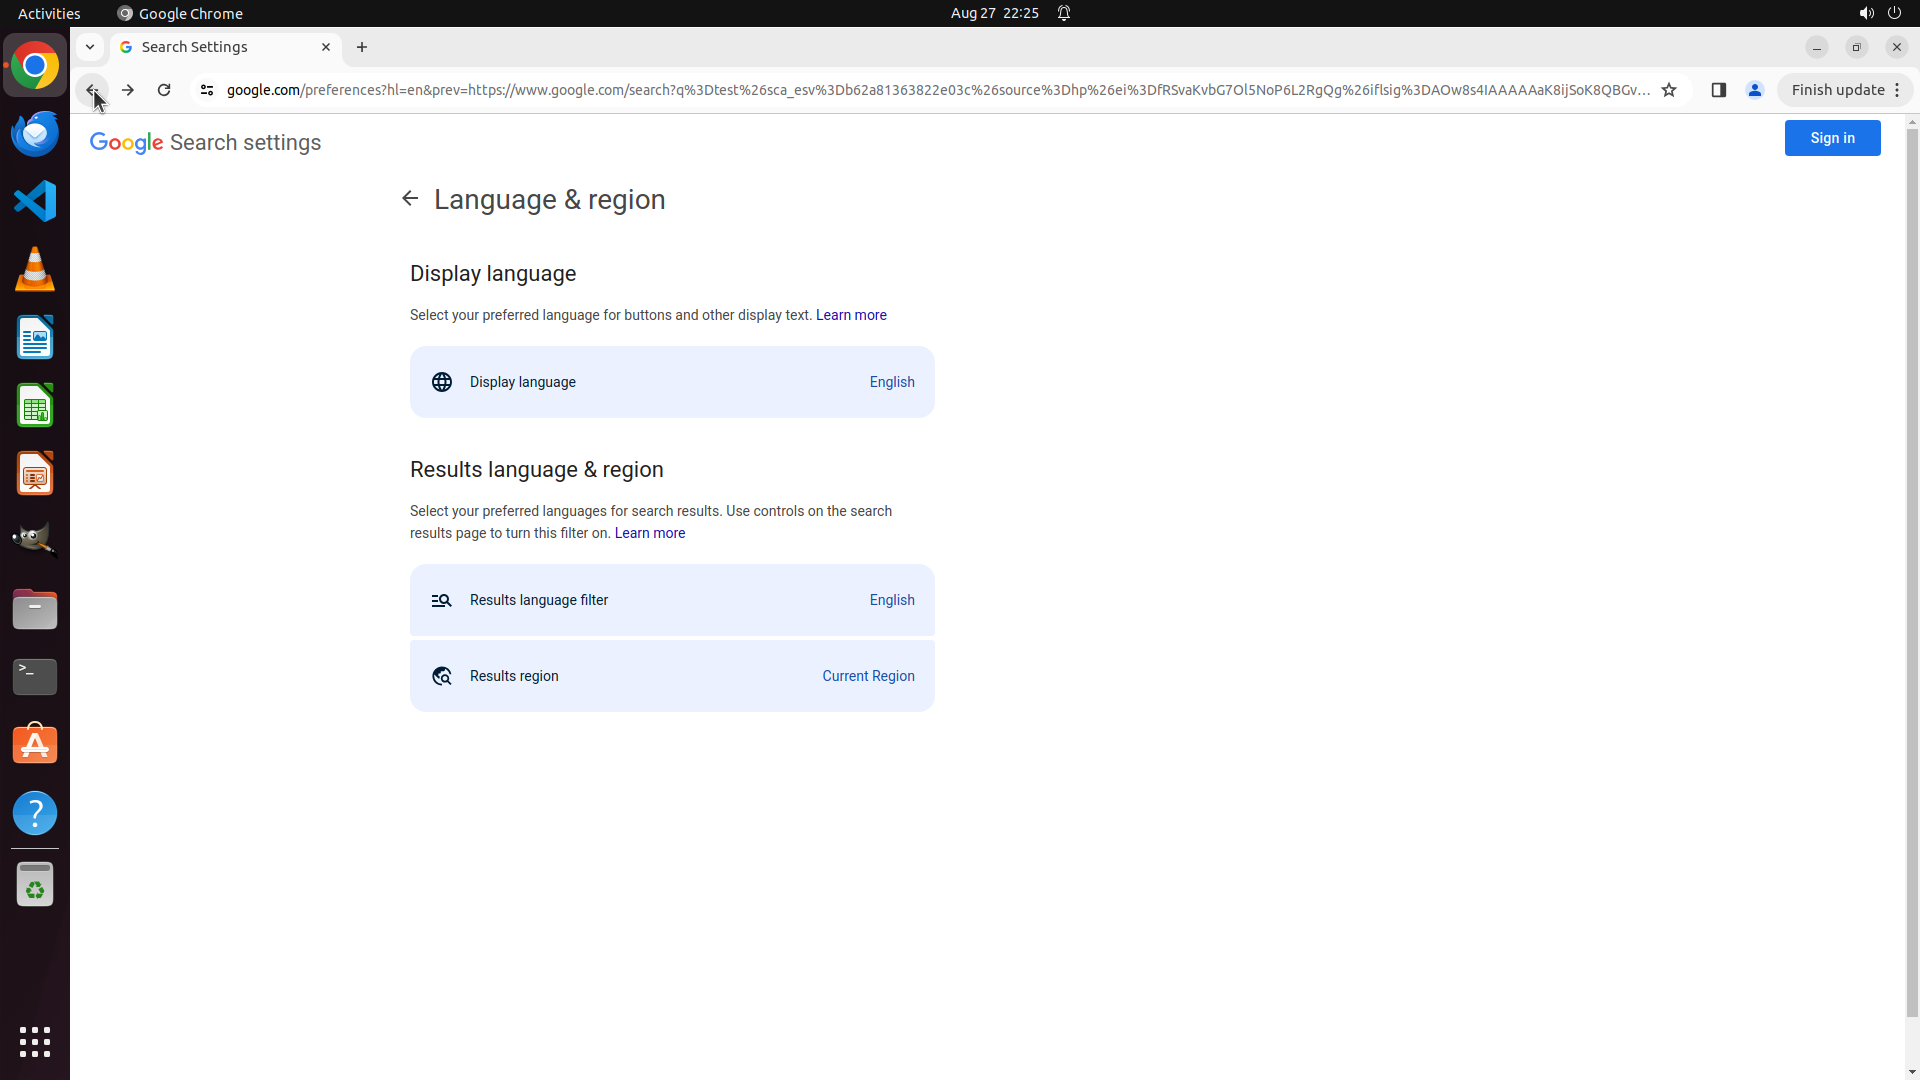 Activities
Google Chrome
Aug 27 22:25
Search Settings
google.com/preferences?hl=en&prev=https://www.google.com/search?q%3Dtest%26sca_esv%3Db62a81363822e03c%26source%3Dhp%26ei%3DfRSvaKvbG7Ol5NoP6L2RgQg%26iflsig%3DAOw8s4IAAAAAaK8ijSoK8QBGv...
Finish update
Google Search settings
Sign in
Language & region
Display language
Select your preferred language for buttons and other display text. Learn more
Display language
English
Results language & region
Select your preferred languages for search results. Use controls on the search
results page to turn this filter on. Learn more
Results language filter
English
Results region
Current Region